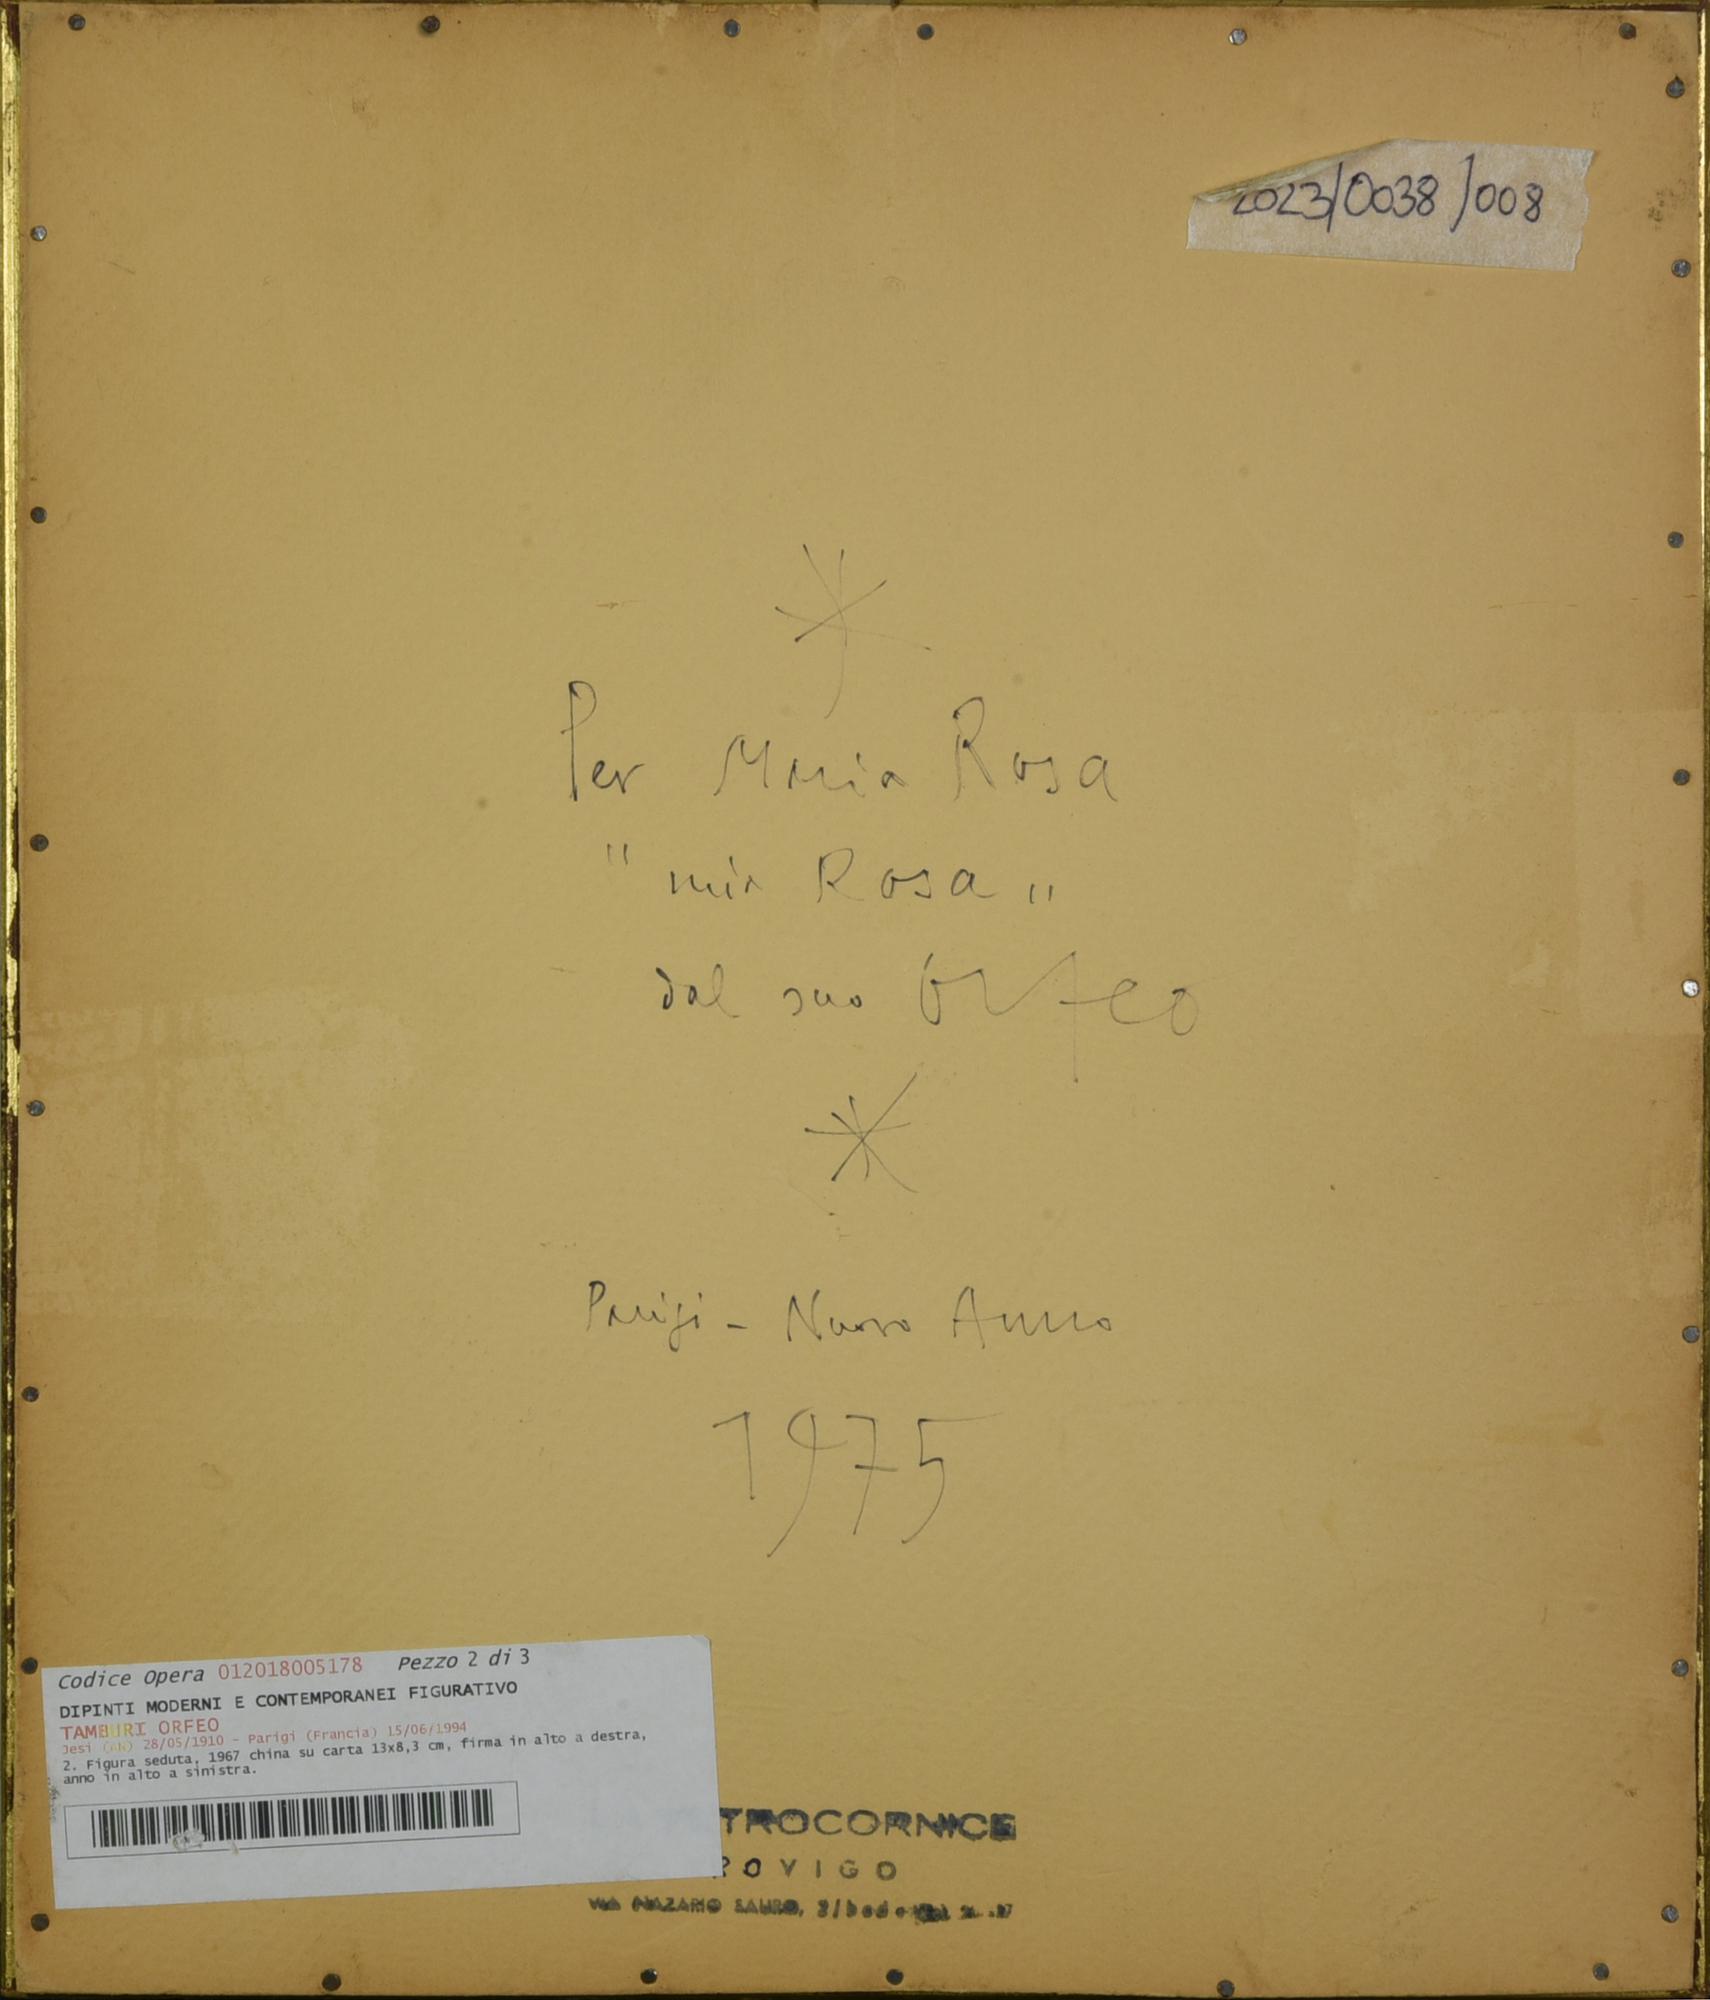 2023/0038/008
Per Maria Rosa
"mia Rosa"
dal suo Orfeo
Parigi - Nuovo Anno
1975
Codice Opera 012018005178 Pezzo 2 di 3
DIPINTI MODERNI E CONTEMPORANEI FIGURATIVO
TAMBURI ORFEO
Jesi (AN) 28/05/1910 - Parigi (Francia) 15/06/1994
2. Figura seduta, 1967 china su carta 13x8,3 cm, firma in alto a destra,
anno in alto a sinistra.
TROCORNICE
ROVIGO
VIA NAZARIO SAURO,